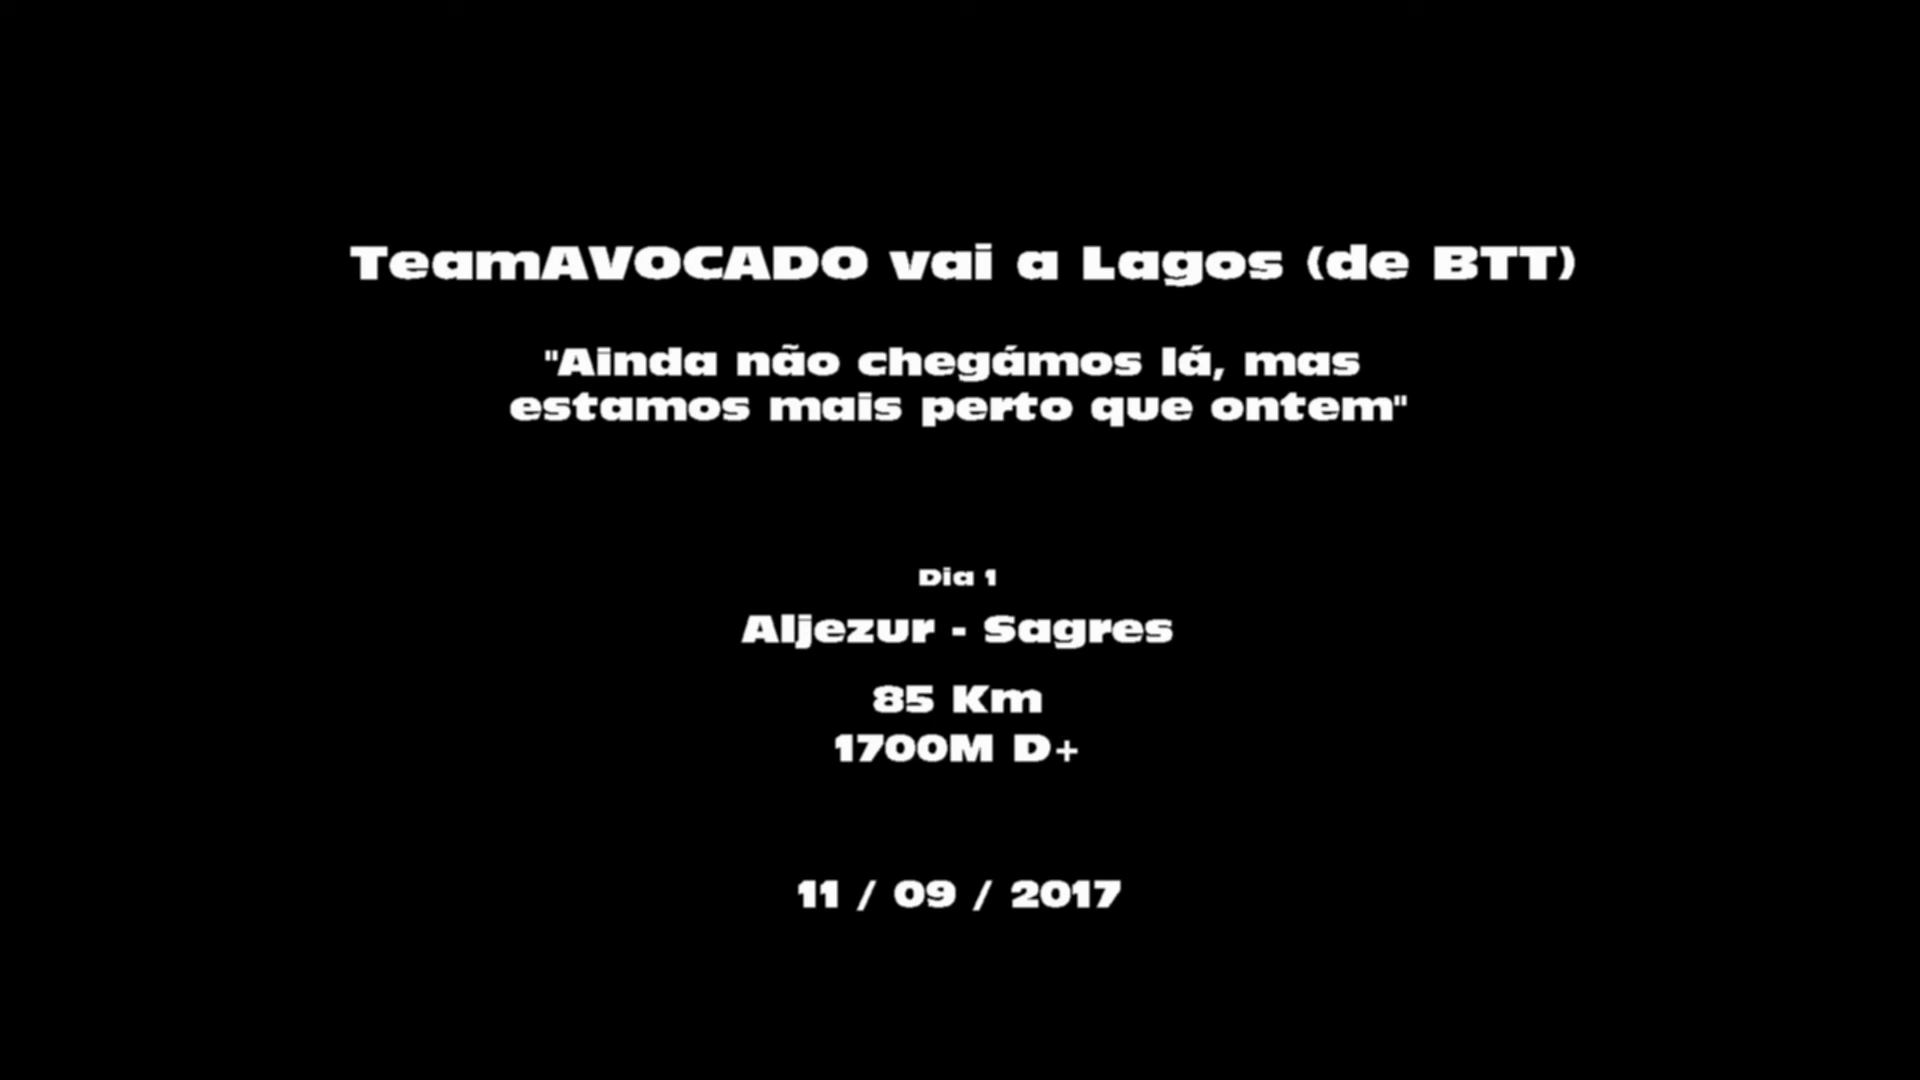 TeamAVOCADO vai a Lagos (de BTT)
"Ainda não chegámos lá, mas
estamos mais perto que ontem"
Dia 1
Aljezur - Sagres
85 Km
1700M D+
11 / 09 / 2017